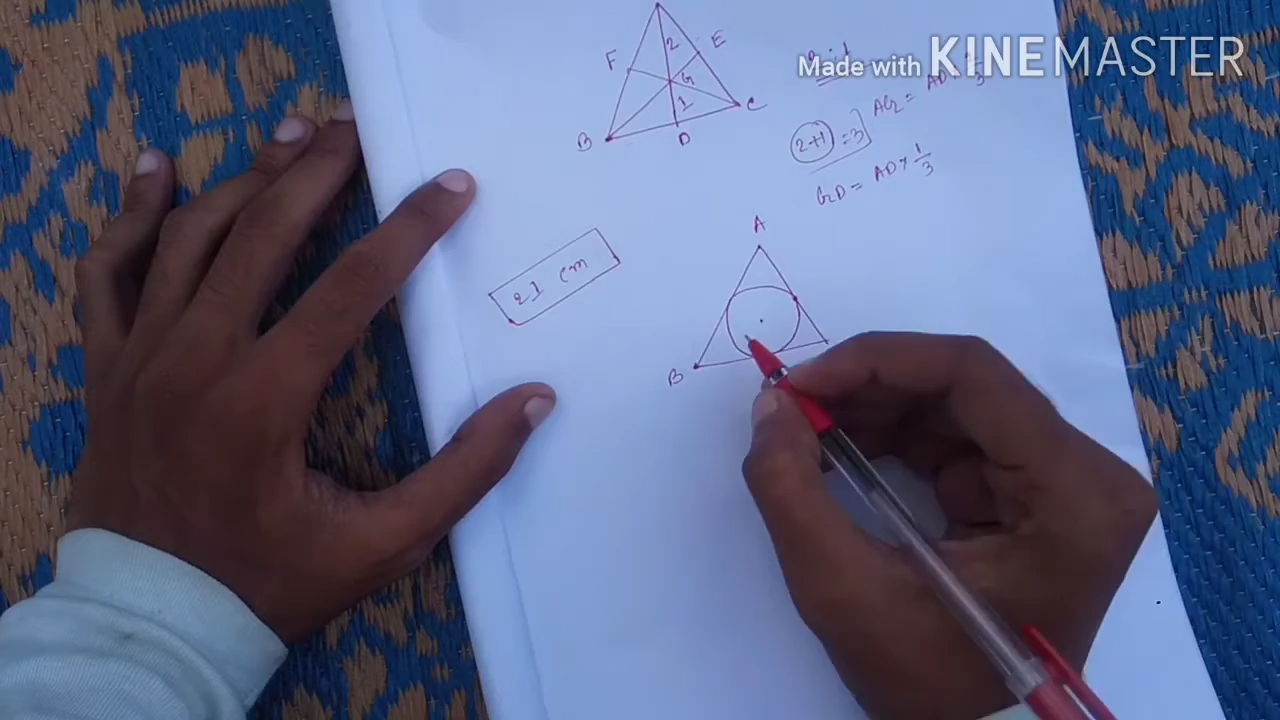 Made with KINEMASTER
2
F
E
G
1
B
D
C
(2+1) = 3] AG =
GD = AD × 1/3
21 cm
A
B